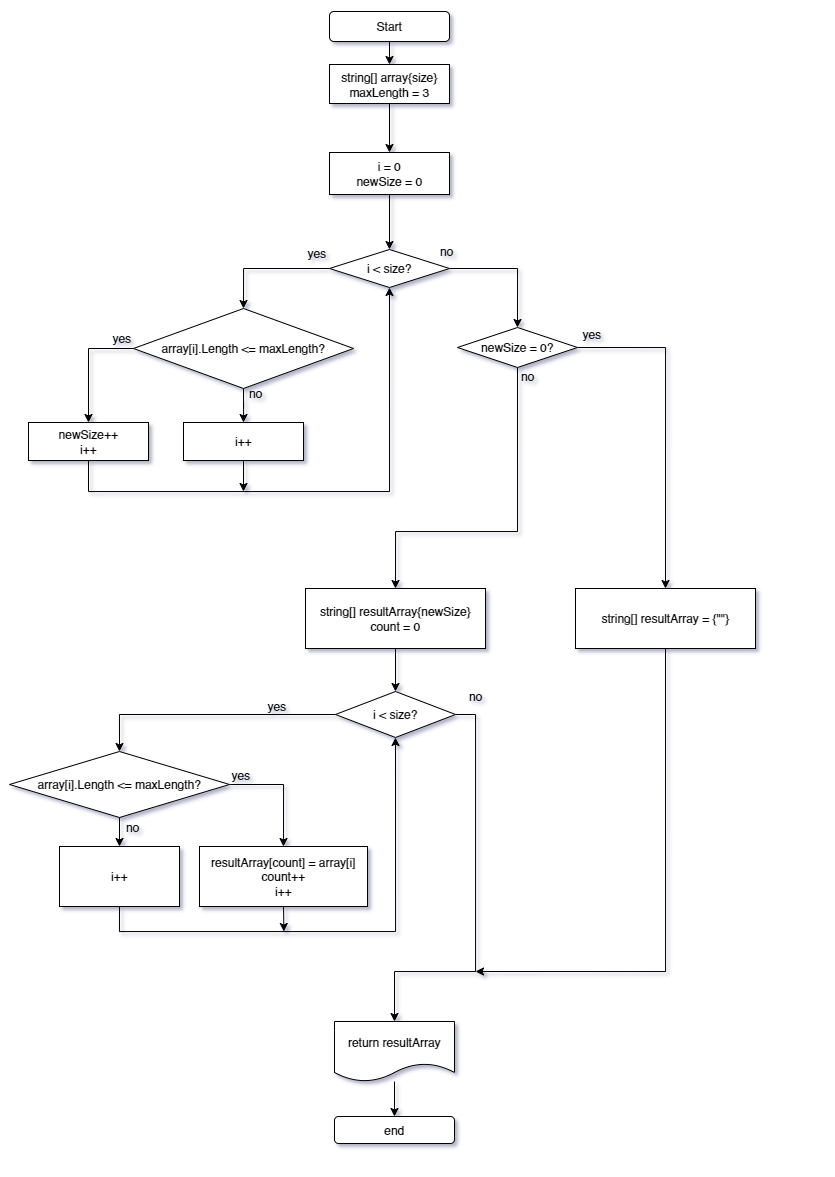 Start
string[] array{size}
maxLength = 3
i = 0
newSize = 0
yes
no
i < size?
yes
array[i].Length <= maxLength?
no
newSize = 0?
yes
no
newSize++
i++
i++
string[] resultArray{newSize}
count = 0
string[] resultArray = {""}
yes
no
i < size?
array[i].Length <= maxLength?
yes
no
i++
resultArray[count] = array[i]
count++
i++
return resultArray
end